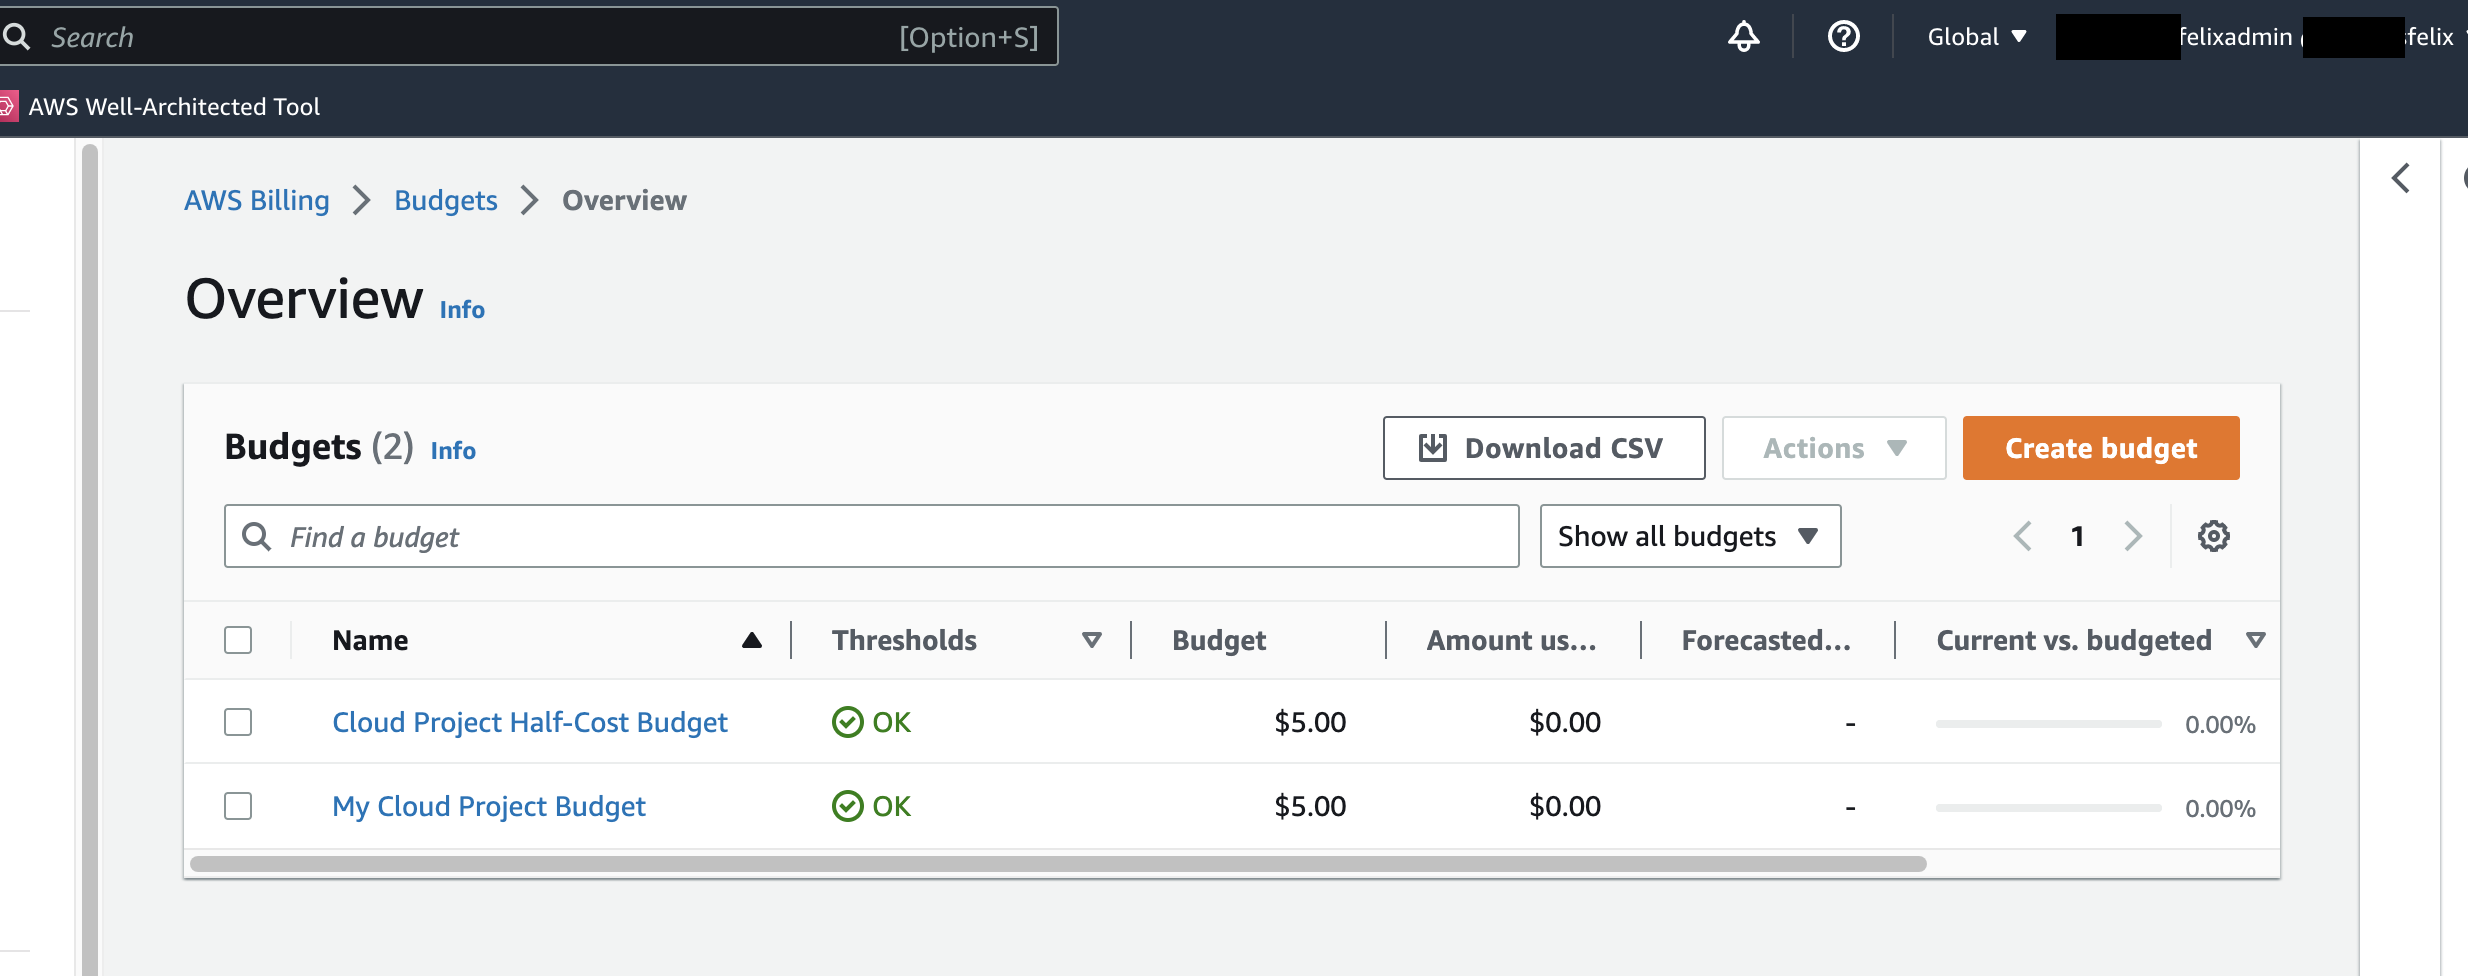 Search [Option+S] Global felixadmin sfelix
AWS Well-Architected Tool
AWS Billing Budgets Overview
Overview Info
Budgets (2) Info Download CSV Actions Create budget
Find a budget Show all budgets 1
Name Thresholds Budget Amount us... Forecasted... Current vs. budgeted
Cloud Project Half-Cost Budget OK $5.00 $0.00 - 0.00%
My Cloud Project Budget OK $5.00 $0.00 - 0.00%